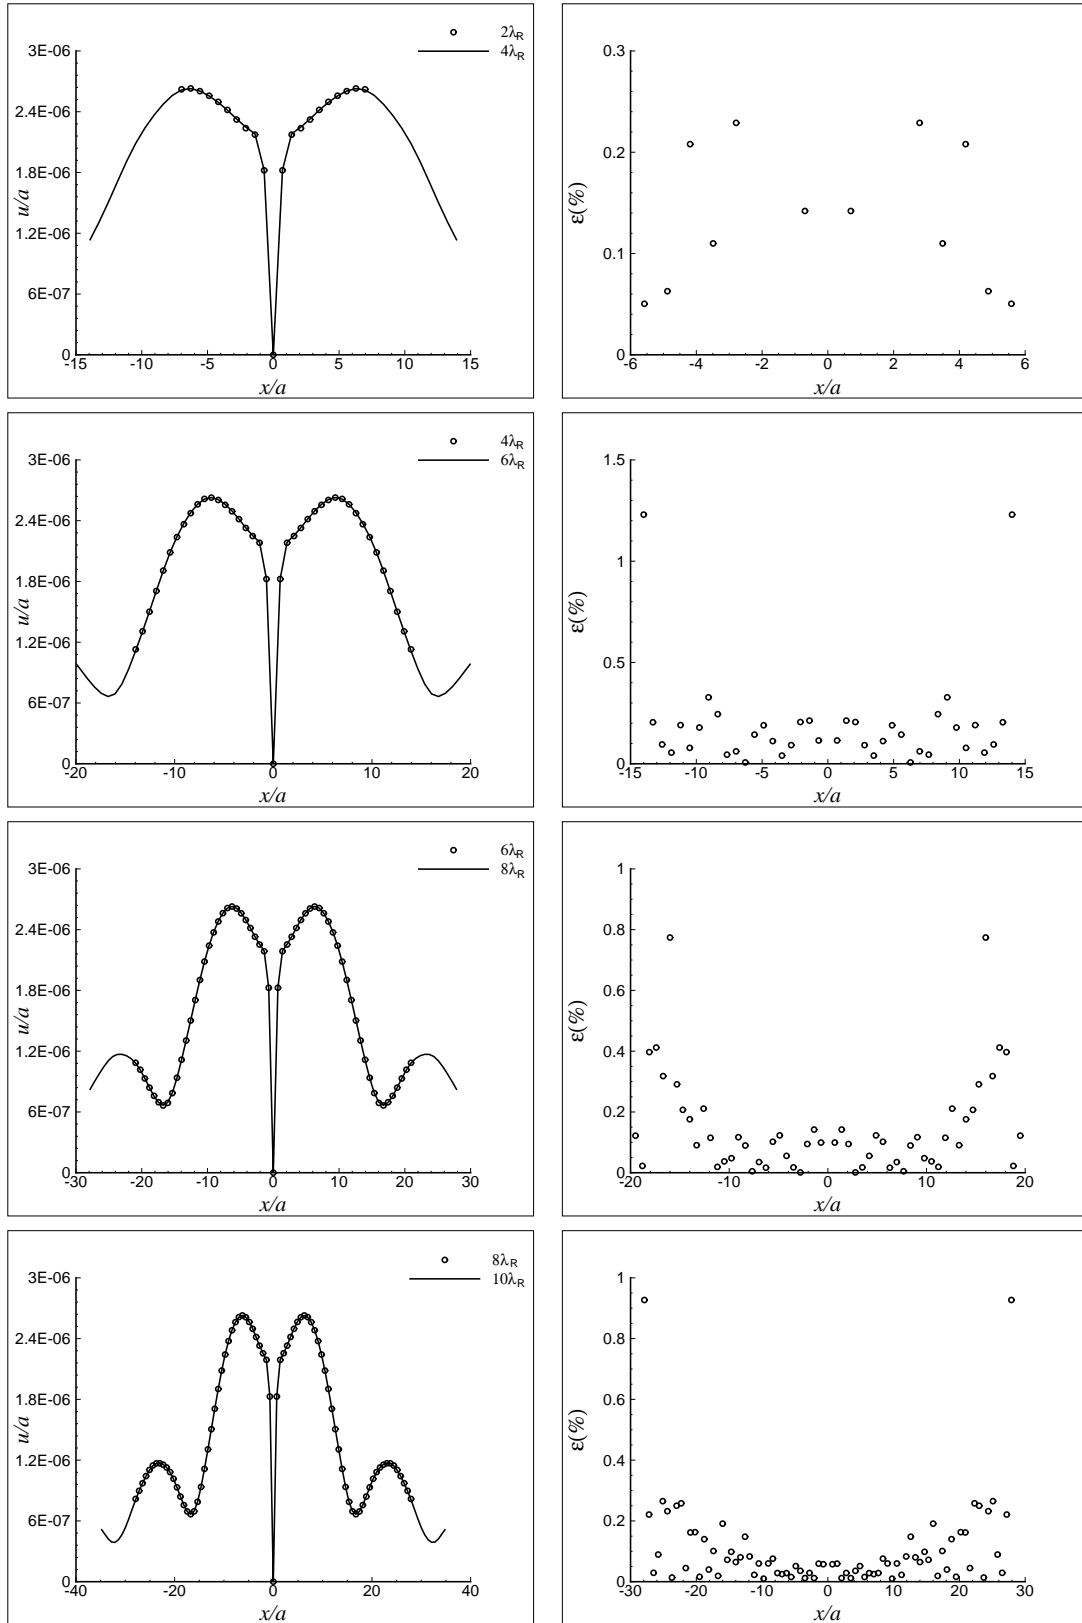 2λR
4λR
3E-06
2.4E-06
1.8E-06
1.2E-06
6E-07
0
u/a
-15 -10 -5 0 5 10 15
x/a
0.3
0.2
0.1
0
ε(%)
-6 -4 -2 0 2 4 6
x/a
4λR
6λR
3E-06
2.4E-06
1.8E-06
1.2E-06
6E-07
0
u/a
-20 -10 0 10 20
x/a
1.5
1
0.5
0
ε(%)
-15 -10 -5 0 5 10 15
x/a
6λR
8λR
3E-06
2.4E-06
1.8E-06
1.2E-06
6E-07
0
u/a
-30 -20 -10 0 10 20 30
x/a
1
0.8
0.6
0.4
0.2
0
ε(%)
-20 -10 0 10 20
x/a
8λR
10λR
3E-06
2.4E-06
1.8E-06
1.2E-06
6E-07
0
u/a
-40 -20 0 20 40
x/a
1
0.8
0.6
0.4
0.2
0
ε(%)
-30 -20 -10 0 10 20 30
x/a